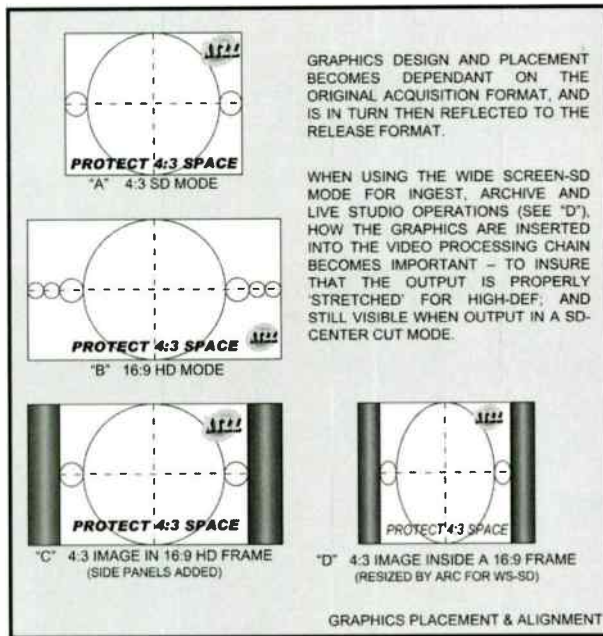 GRAPHICS DESIGN AND PLACEMENT
BECOMES DEPENDANT ON THE
ORIGINAL ACQUISITION FORMAT, AND
IS IN TURN THEN REFLECTED TO THE
RELEASE FORMAT.
WHEN USING THE WIDE SCREEN-SD
MODE FOR INGEST, ARCHIVE AND
LIVE STUDIO OPERATIONS (SEE "D"),
HOW THE GRAPHICS ARE INSERTED
INTO THE VIDEO PROCESSING CHAIN
BECOMES IMPORTANT – TO INSURE
THAT THE OUTPUT IS PROPERLY
'STRETCHED' FOR HIGH-DEF; AND
STILL VISIBLE WHEN OUTPUT IN A SD-
CENTER CUT MODE.
PROTECT 4:3 SPACE
"A" 4:3 SD MODE
PROTECT 4:3 SPACE
"B" 16:9 HD MODE
PROTECT 4:3 SPACE
"C" 4:3 IMAGE IN 16:9 HD FRAME
(SIDE PANELS ADDED)
PROTECT 4:3 SPACE
"D" 4:3 IMAGE INSIDE A 16:9 FRAME
(RESIZED BY ARC FOR WS-SD)
GRAPHICS PLACEMENT & ALIGNMENT